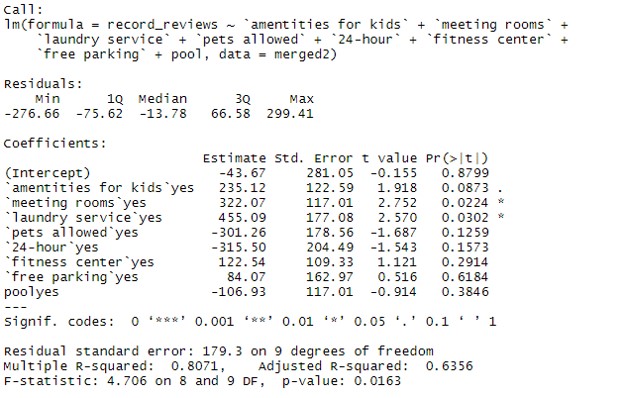 Call:
lm(formula = record_reviews ~ `amentities for kids` + `meeting rooms` +
    `laundry service` + `pets allowed` + `24-hour` + `fitness center` +
    `free parking` + pool, data = merged2)

Residuals:
    Min      1Q  Median      3Q     Max
-276.66  -75.62  -13.78   66.58  299.41

Coefficients:
                         Estimate Std. Error t value Pr(>|t|)
(Intercept)                -43.67     281.05  -0.155   0.8799
`amentities for kids`yes   235.12     122.59   1.918   0.0873 .
`meeting rooms`yes         322.07     117.01   2.752   0.0224 *
`laundry service`yes       455.09     177.08   2.570   0.0302 *
`pets allowed`yes         -301.26     178.56  -1.687   0.1259
`24-hour`yes              -315.50     204.49  -1.543   0.1573
`fitness center`yes        122.54     109.33   1.121   0.2914
`free parking`yes           84.07     162.97   0.516   0.6184
poolyes                   -106.93     117.01  -0.914   0.3846
---
Signif. codes:  0 ‘***’ 0.001 ‘**’ 0.01 ‘*’ 0.05 ‘.’ 0.1 ‘ ’ 1

Residual standard error: 179.3 on 9 degrees of freedom
Multiple R-squared:  0.8071,    Adjusted R-squared:  0.6356
F-statistic: 4.706 on 8 and 9 DF,  p-value: 0.0163